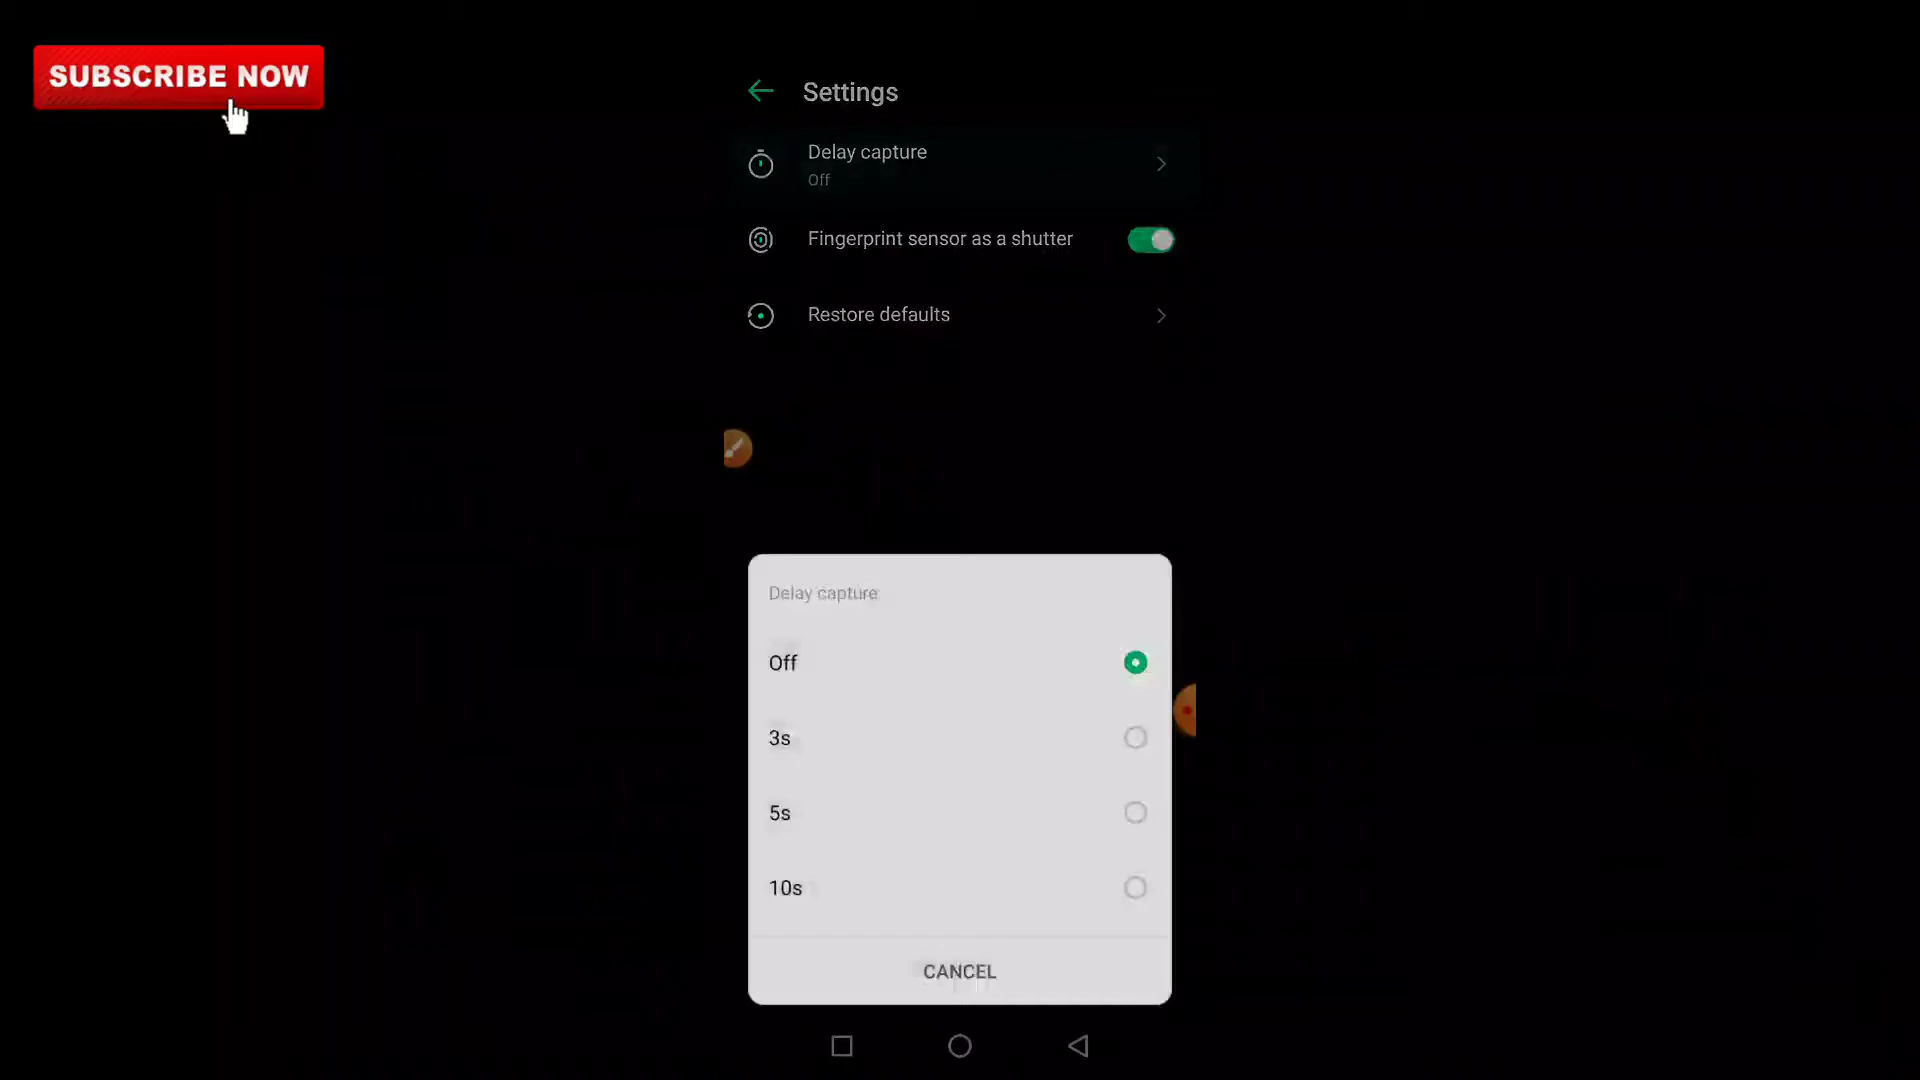 SUBSCRIBE NOW
Settings
Delay capture
Off
Fingerprint sensor as a shutter
Restore defaults
Delay capture
Off
3s
5s
10s
CANCEL